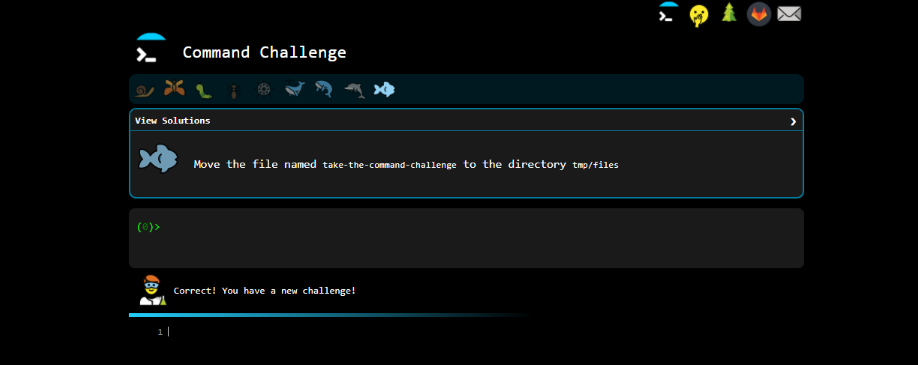 Command Challenge
View Solutions
Move the file named take-the-command-challenge to the directory tmp/files
(0)>
Correct! You have a new challenge!
1